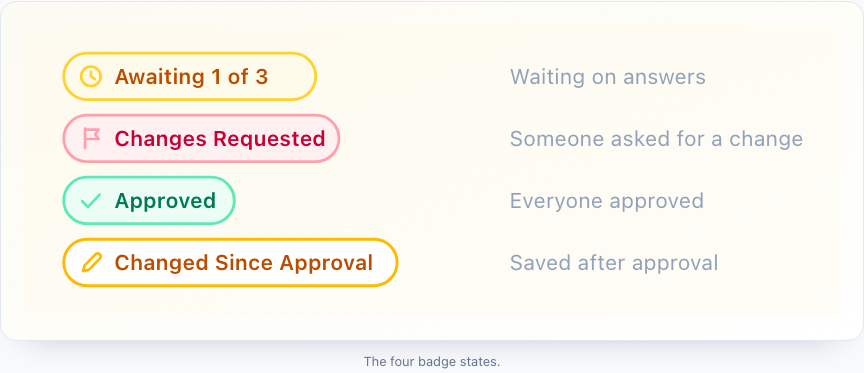 Awaiting 1 of 3 Waiting on answers
Changes Requested Someone asked for a change
Approved Everyone approved
Changed Since Approval Saved after approval
The four badge states.